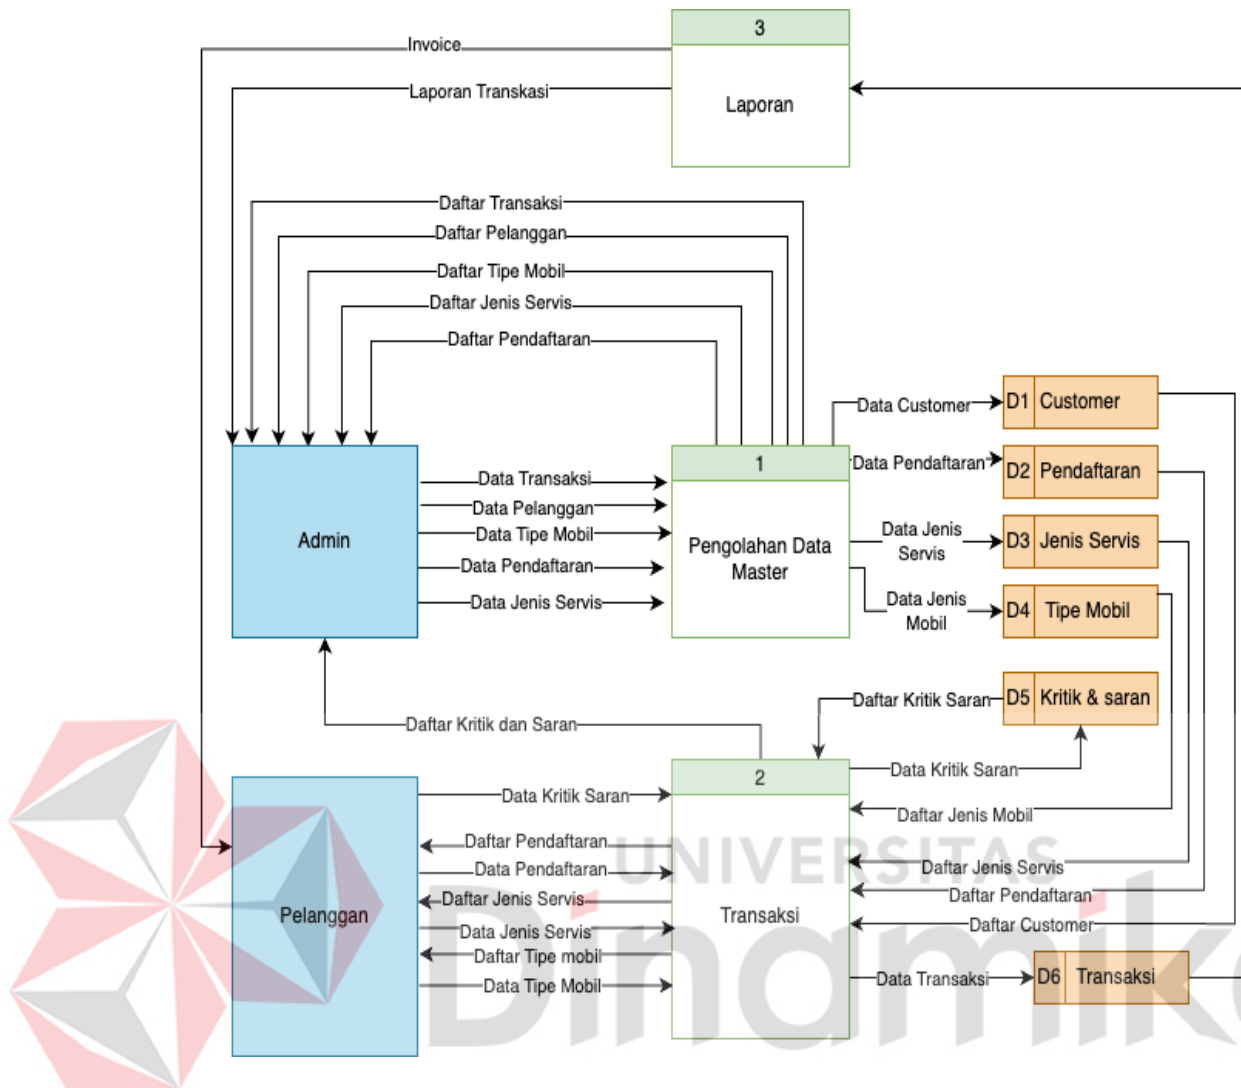 3
Invoice
Laporan Transkasi
Laporan
Daftar Transaksi
Daftar Pelanggan
Daftar Tipe Mobil
Daftar Jenis Servis
Daftar Pendaftaran
Data Customer
D1 Customer
1
Data Pendaftaran
D2 Pendaftaran
Data Transaksi
Data Pelanggan
Data Tipe Mobil
Data Pendaftaran
Data Jenis Servis
Admin
Pengolahan Data
Master
Data Jenis
Servis
D3 Jenis Servis
Data Jenis
Mobil
D4 Tipe Mobil
Daftar Kritik Saran
D5 Kritik & saran
Daftar Kritik dan Saran
2
Data Kritik Saran
Data Kritik Saran
Daftar Jenis Mobil
Daftar Pendaftaran
Data Pendaftaran
Daftar Jenis Servis
Data Jenis Servis
Daftar Tipe mobil
Data Tipe Mobil
Pelanggan
Transaksi
Daftar Jenis Servis
Daftar Pendaftaran
Daftar Customer
Data Transaksi
D6 Transaksi
UNIVERSITAS
Dinamika